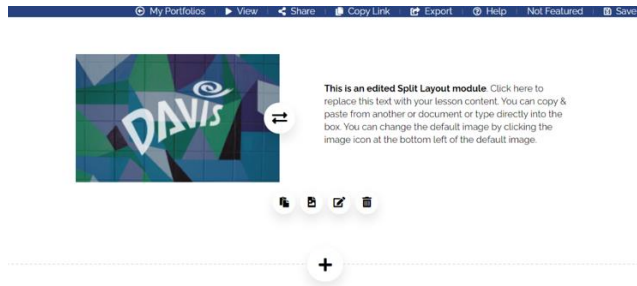 My Portfolios View Share Copy Link Export Help Not Featured Save
DAVIS
This is an edited Split Layout module. Click here to
replace this text with your lesson content. You can copy &
paste from another or document or type directly into the
box. You can change the default image by clicking the
image icon at the bottom left of the default image.